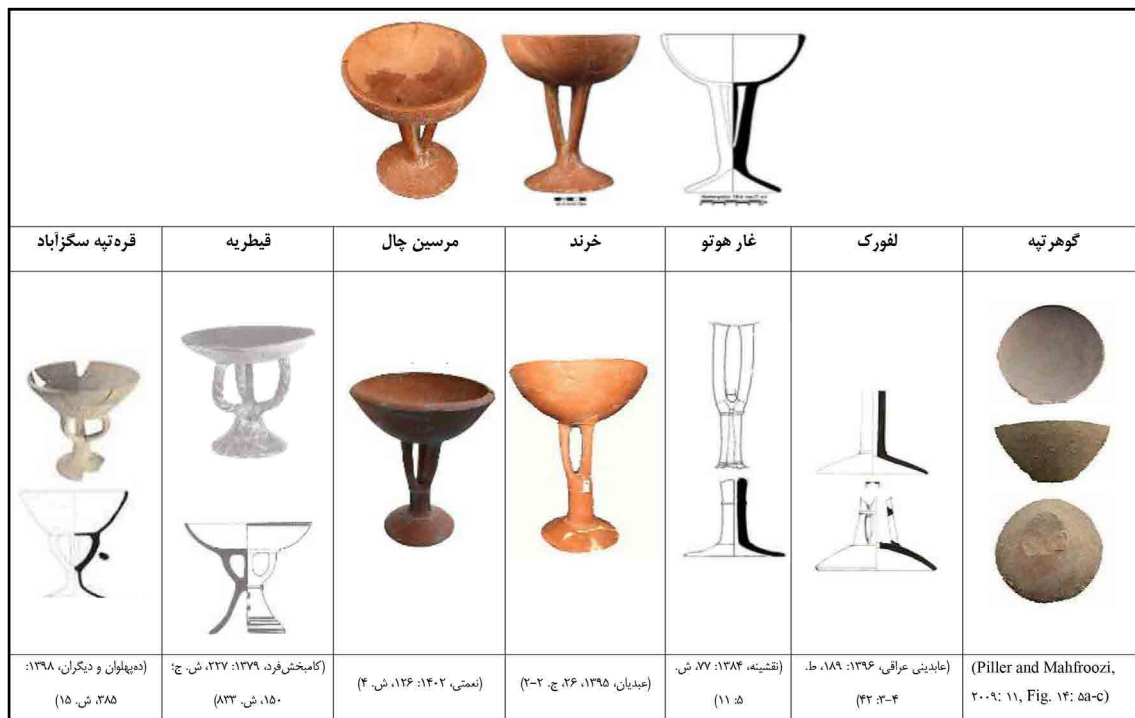 گوهرتپه
لفورک
غار هوتو
خرند
مرسین چال
قیطریه
قره‌تپه سگزآباد
(Piller and Mahfroozi,
۲۰۰۹: ۱۱, Fig. ۱۴: ۵a-c)
(عابدینی عراقی، ۱۳۹۶: ۱۸۹، ط.
۴-۳: ۴۲)
(نقشینه، ۱۳۸۴: ۷۷، ش.
۵: ۱۱)
(عبدیان، ۱۳۹۵، ۲۶، ج. ۲-۲)
(نعمتی، ۱۴۰۲: ۱۲۶، ش. ۴)
(کامبخش‌فرد، ۱۳۷۹: ۲۲۷، ش. ج؛
۱۵۰، ش. ۸۳۳)
(ده‌پهلوان و دیگران، ۱۳۹۸:
۳۸۵، ش. ۱۵)